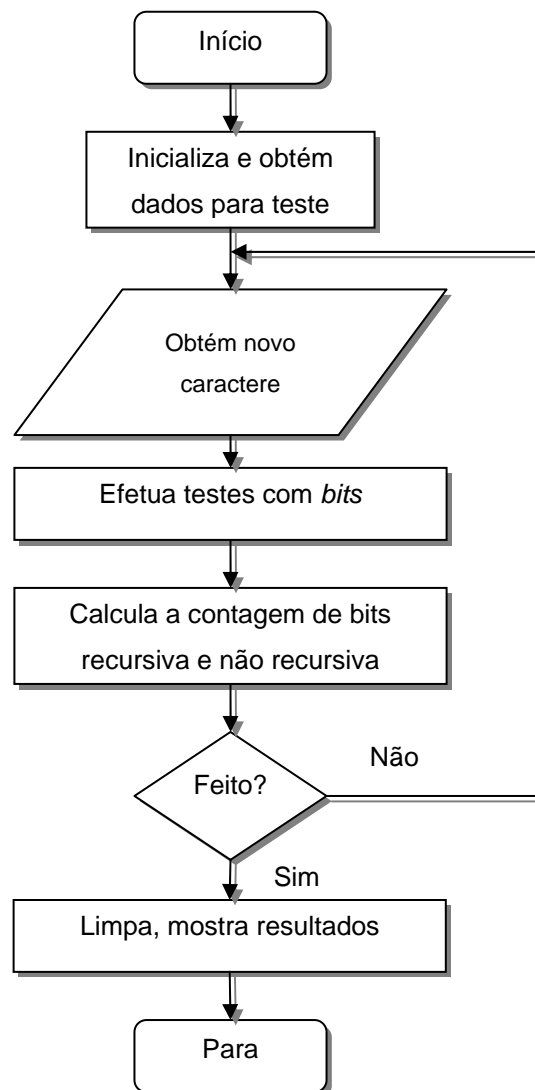 Início
Inicializa e obtém
dados para teste
Obtém novo
caractere
Efetua testes com bits
Calcula a contagem de bits
recursiva e não recursiva
Não
Feito?
Sim
Limpa, mostra resultados
Para